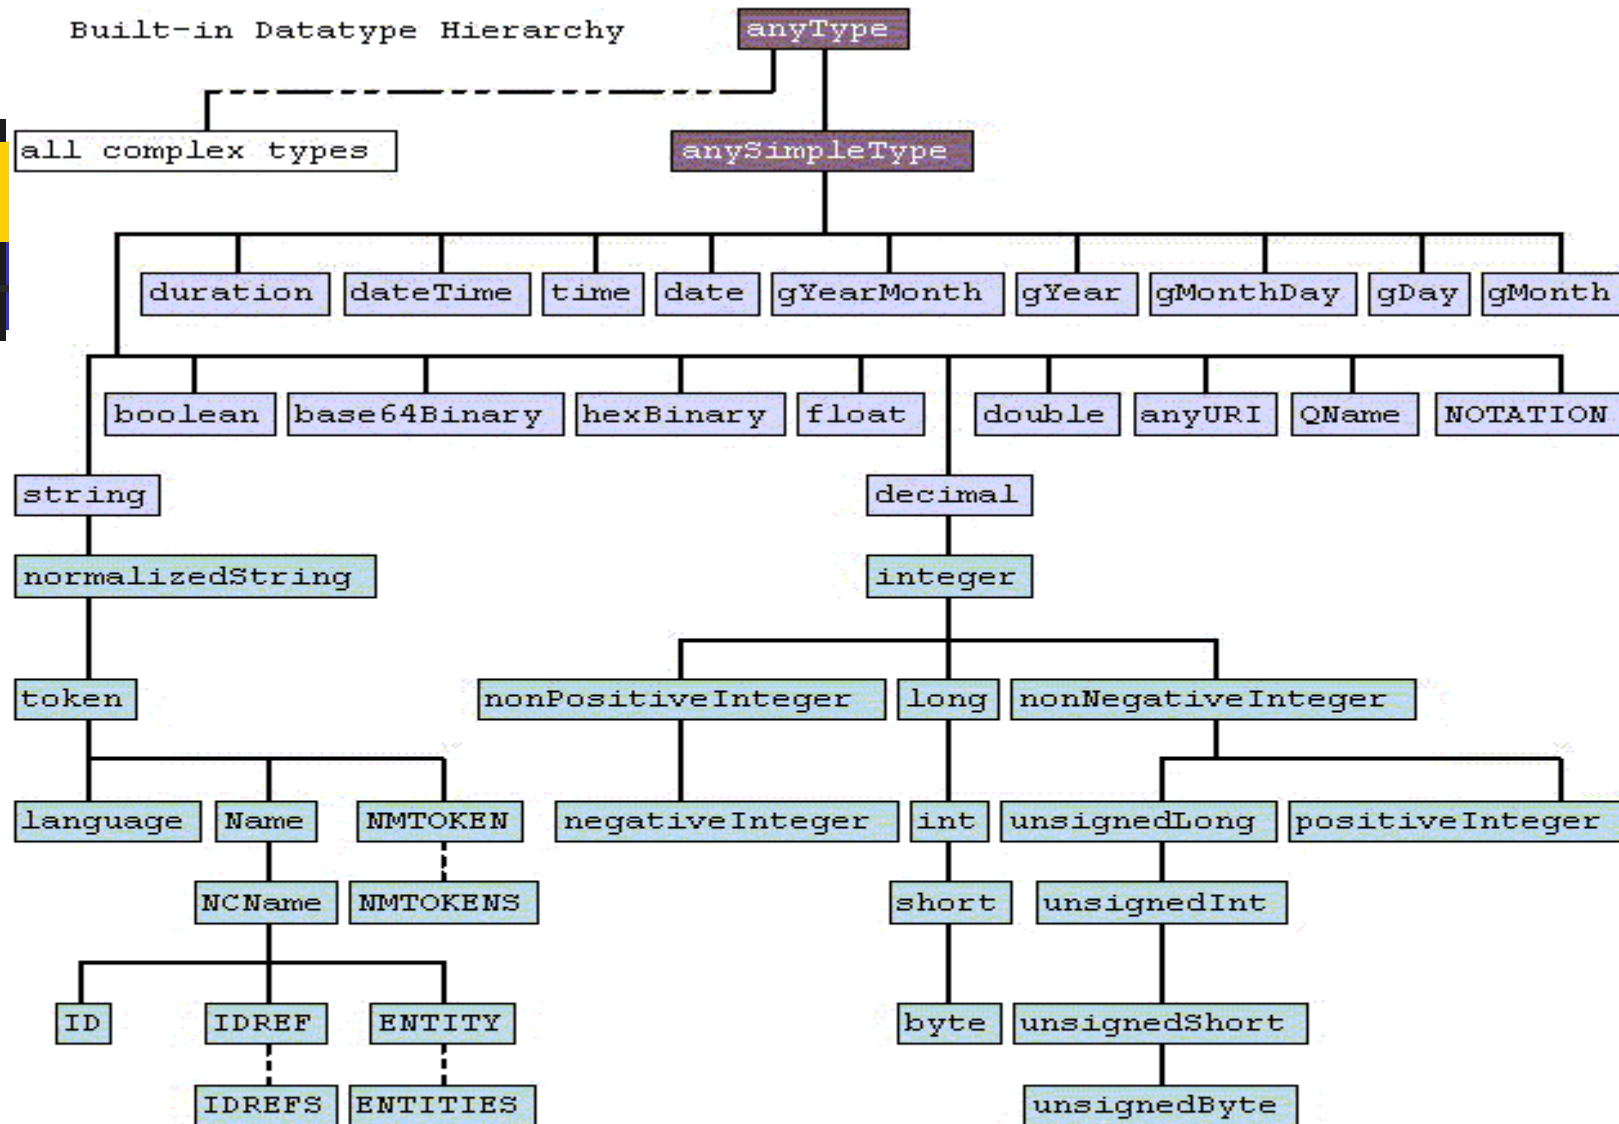 Built-in Datatype Hierarchy anyType
all complex types anySimpleType
duration dateTime time date gYearMonth gYear gMonthDay gDay gMonth
boolean base64Binary hexBinary float double anyURI QName NOTATION
string decimal
normalizedString integer
token nonPositiveInteger long nonNegativeInteger
language Name NMTOKEN negativeInteger int unsignedLong positiveInteger
NCName NMTOKENS short unsignedInt
ID IDREF ENTITY byte unsignedShort
IDREFS ENTITIES unsignedByte